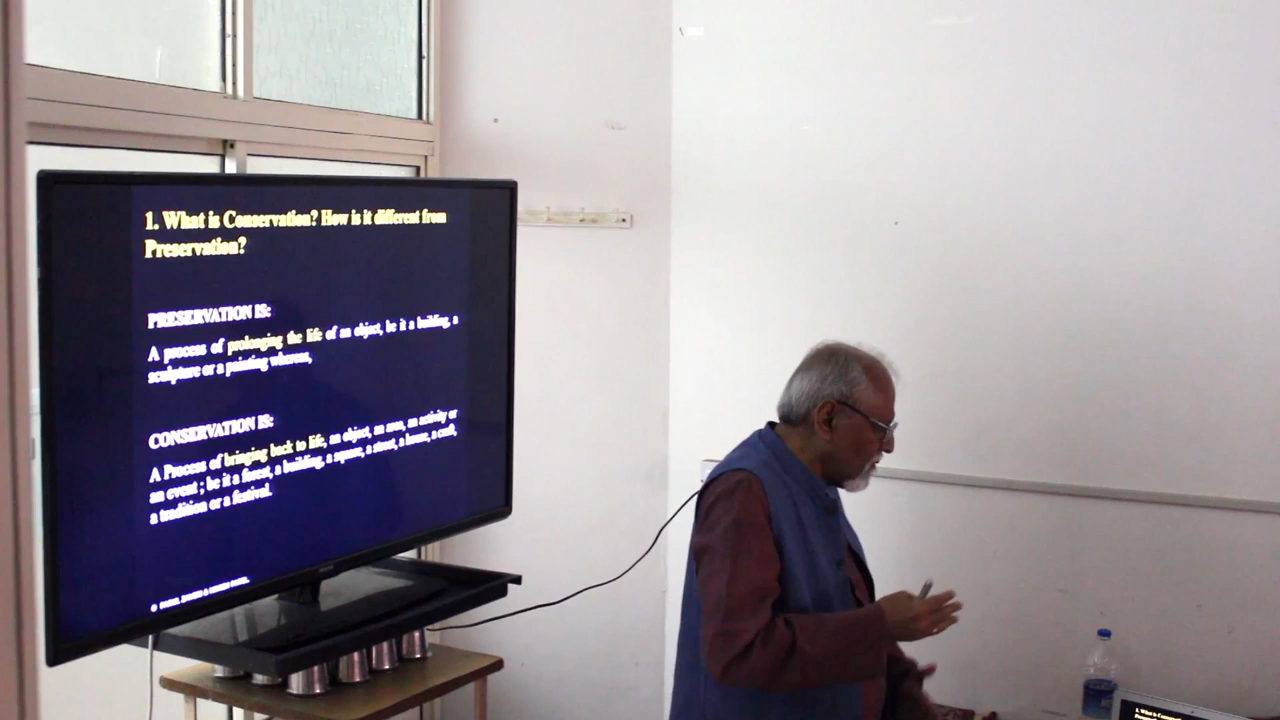 1. What is Conservation? How is it different from
Preservation?
PRESERVATION IS:
A process of prolonging the life of an object, be it a building, a
sculpture or a painting whereas,
CONSERVATION IS:
A Process of bringing back to life, an object, an area, an activity or
an event ; be it a forest, a building, a square, a street, a house, a craft,
a tradition or a festival.